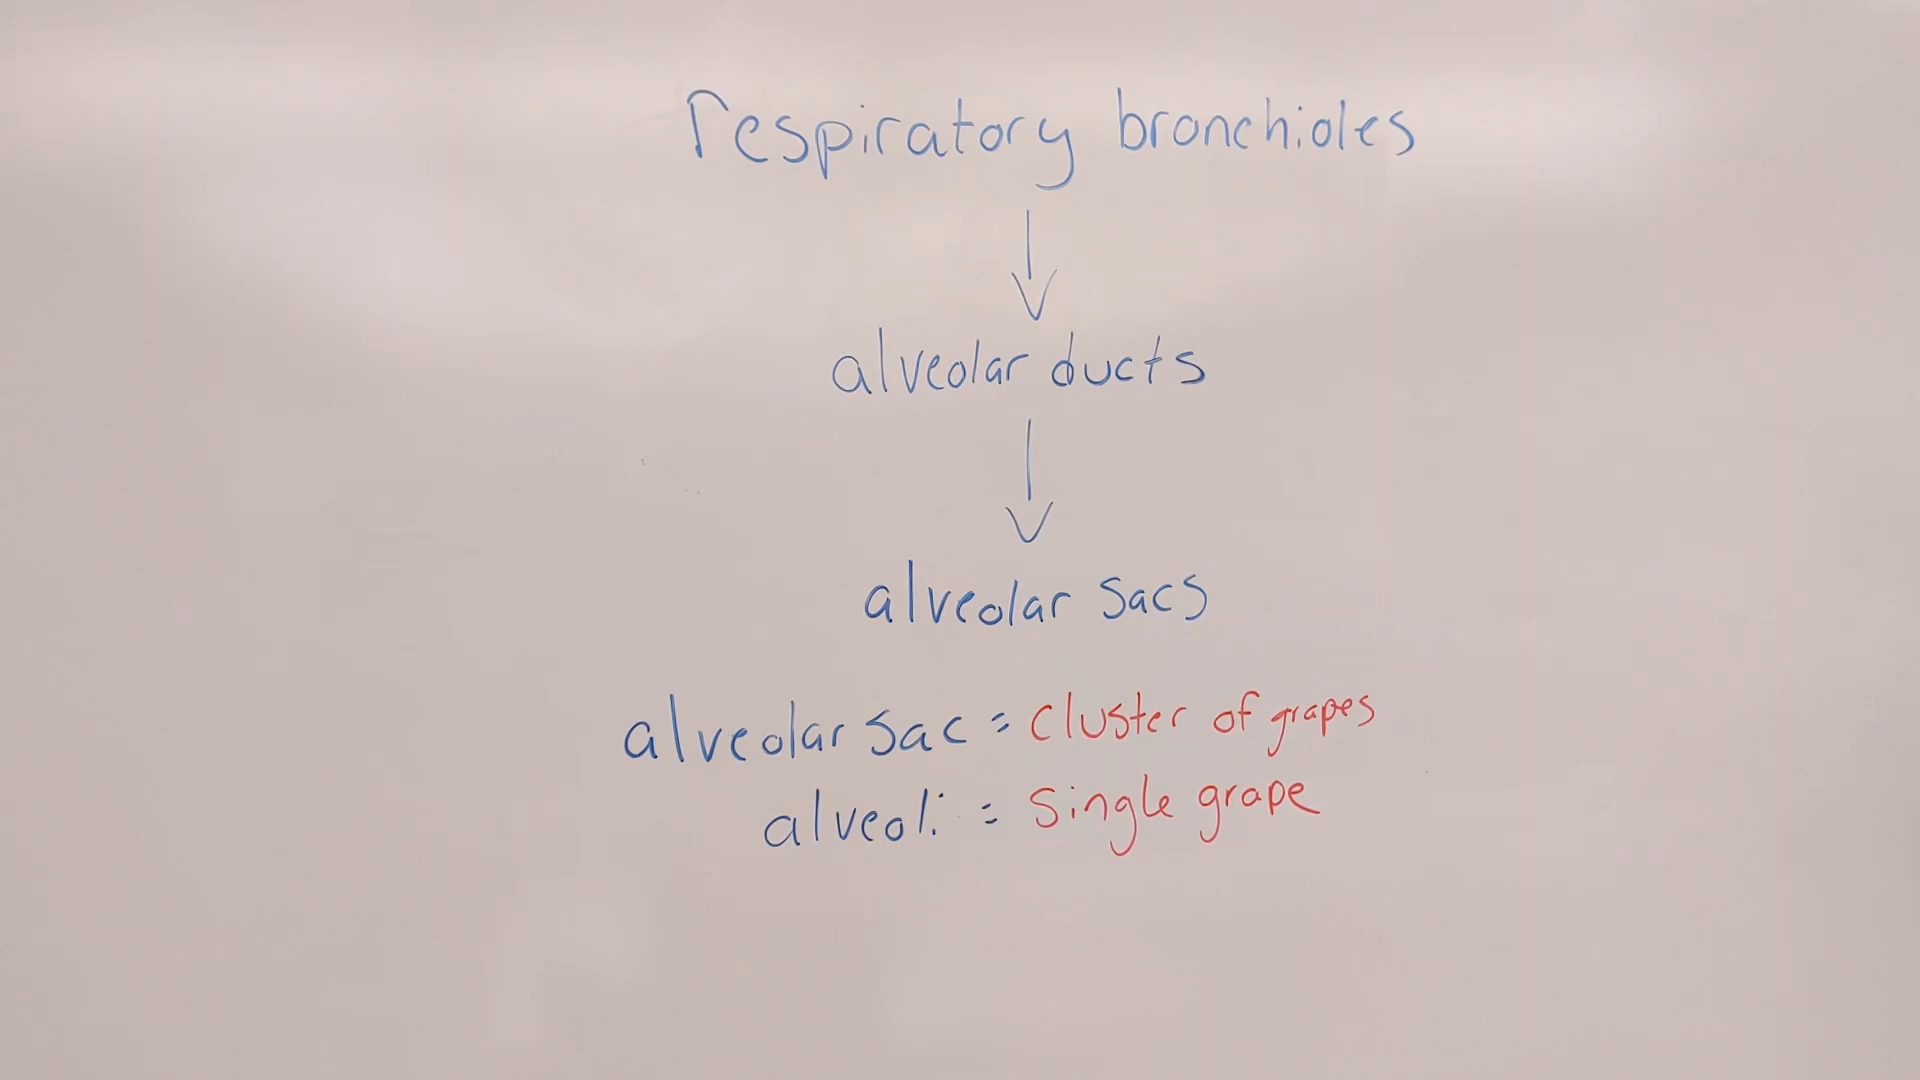 respiratory bronchioles
alveolar ducts
alveolar sacs
alveolar sac = cluster of grapes
alveoli = single grape